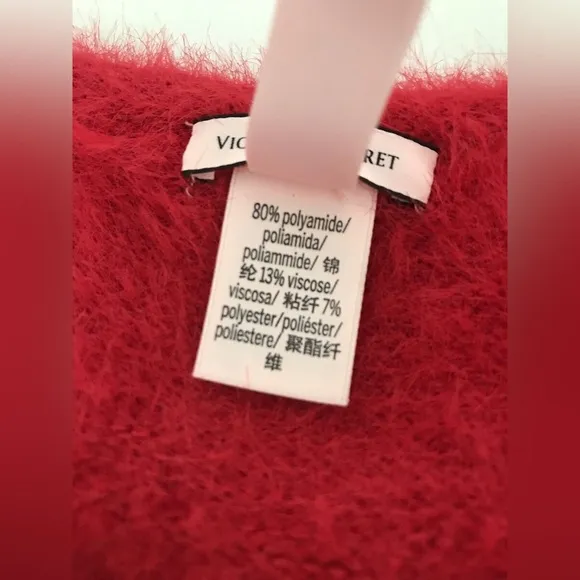 VIC RET
80% polyamide/
poliamida/
poliammide/ 锦
纶 13% viscose/
viscosa/ 粘纤 7%
polyester/poliéster/
poliestere/ 聚酯纤
维